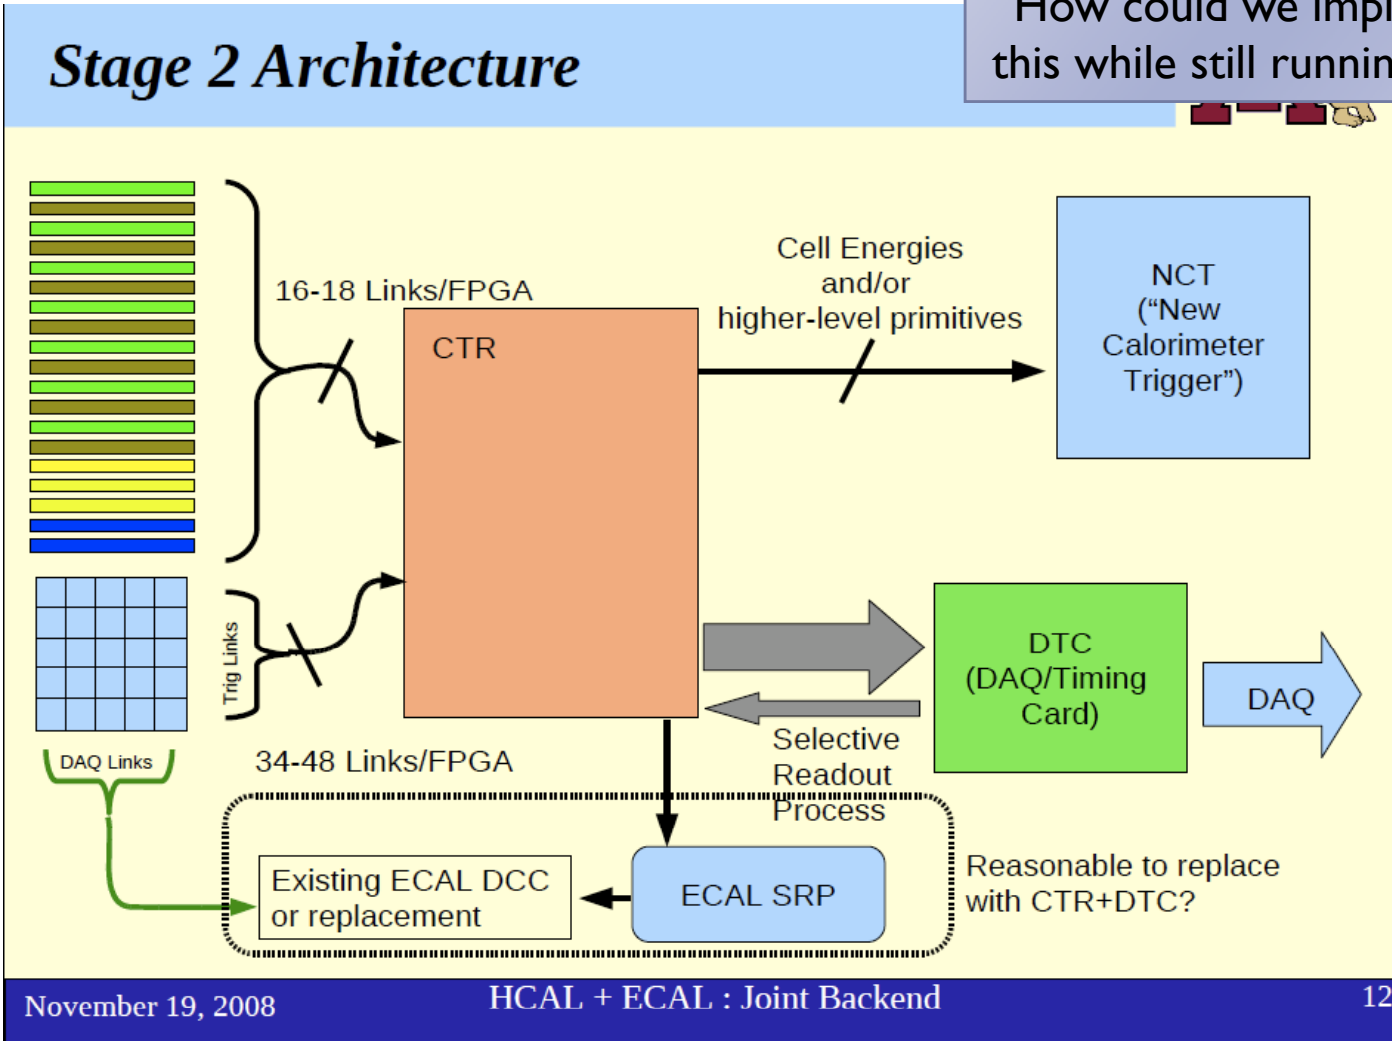 How could we
this while still
Stage 2 Architecture
16-18 Links/FPGA
CTR
Cell Energies
and/or
higher-level primitives
NCT
("New
Calorimeter
Trigger")
Trig Links
DAQ Links
34-48 Links/FPGA
Selective
Readout
Process
DTC
(DAQ/Timing
Card)
DAQ
Existing ECAL DCC
or replacement
ECAL SRP
Reasonable to replace
with CTR+DTC?
November 19, 2008
HCAL + ECAL : Joint Backend
12